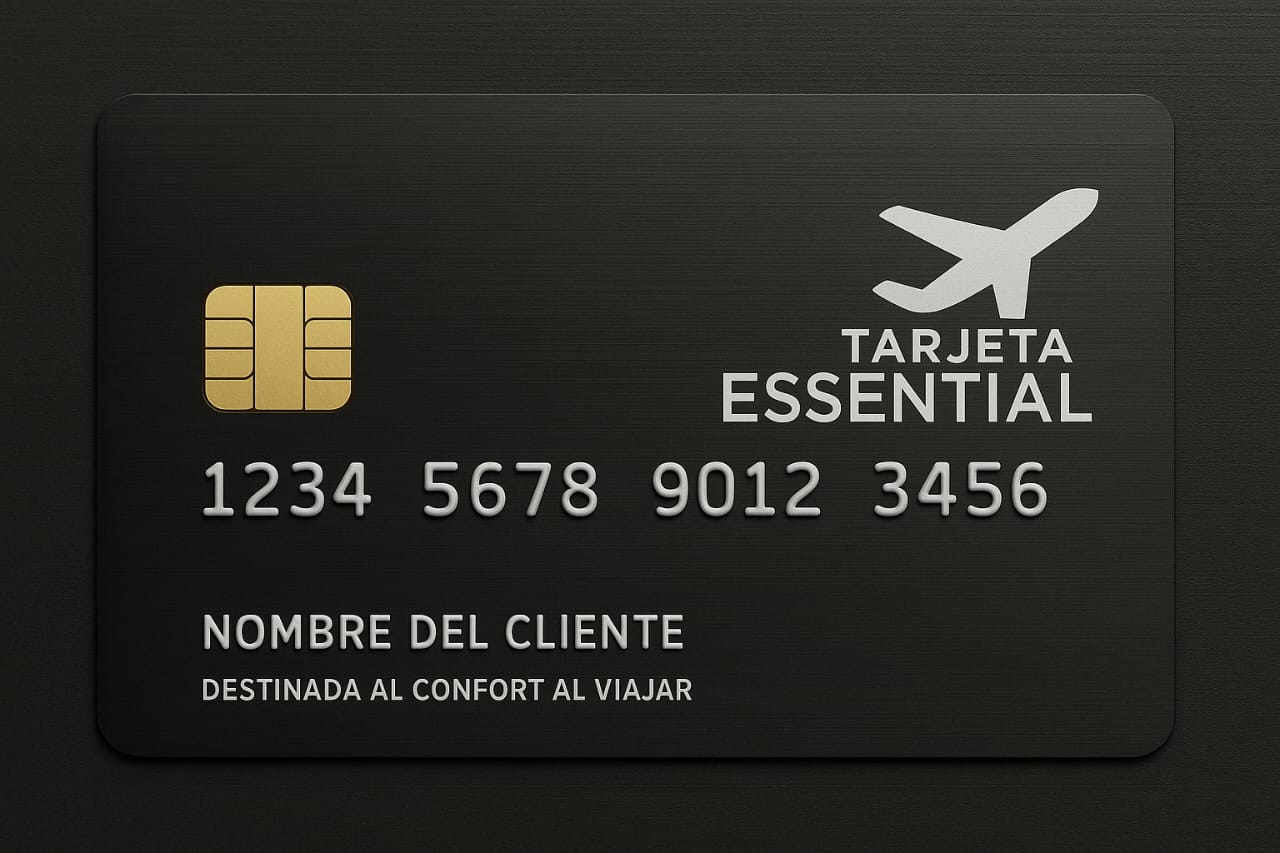 TARJETA
ESSENTIAL
1234 5678 9012 3456
NOMBRE DEL CLIENTE
DESTINADA AL CONFORT AL VIAJAR